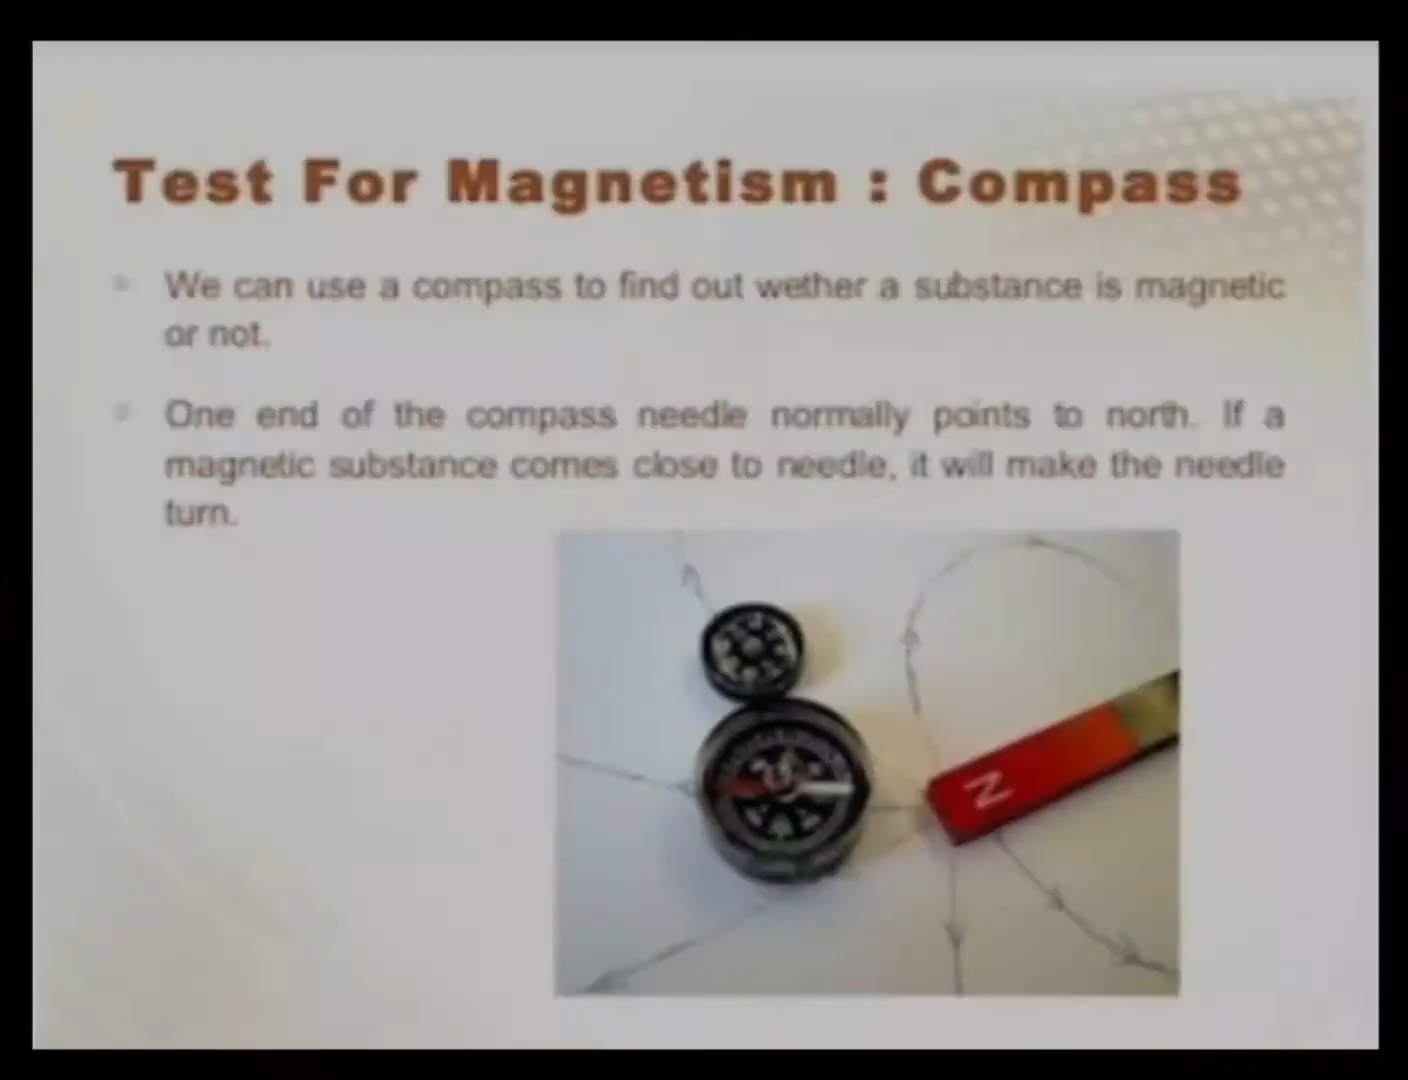 Test For Magnetism : Compass
We can use a compass to find out wether a substance is magnetic
or not.
One end of the compass needle normally points to north. If a
magnetic substance comes close to needle, it will make the needle
turn.
N